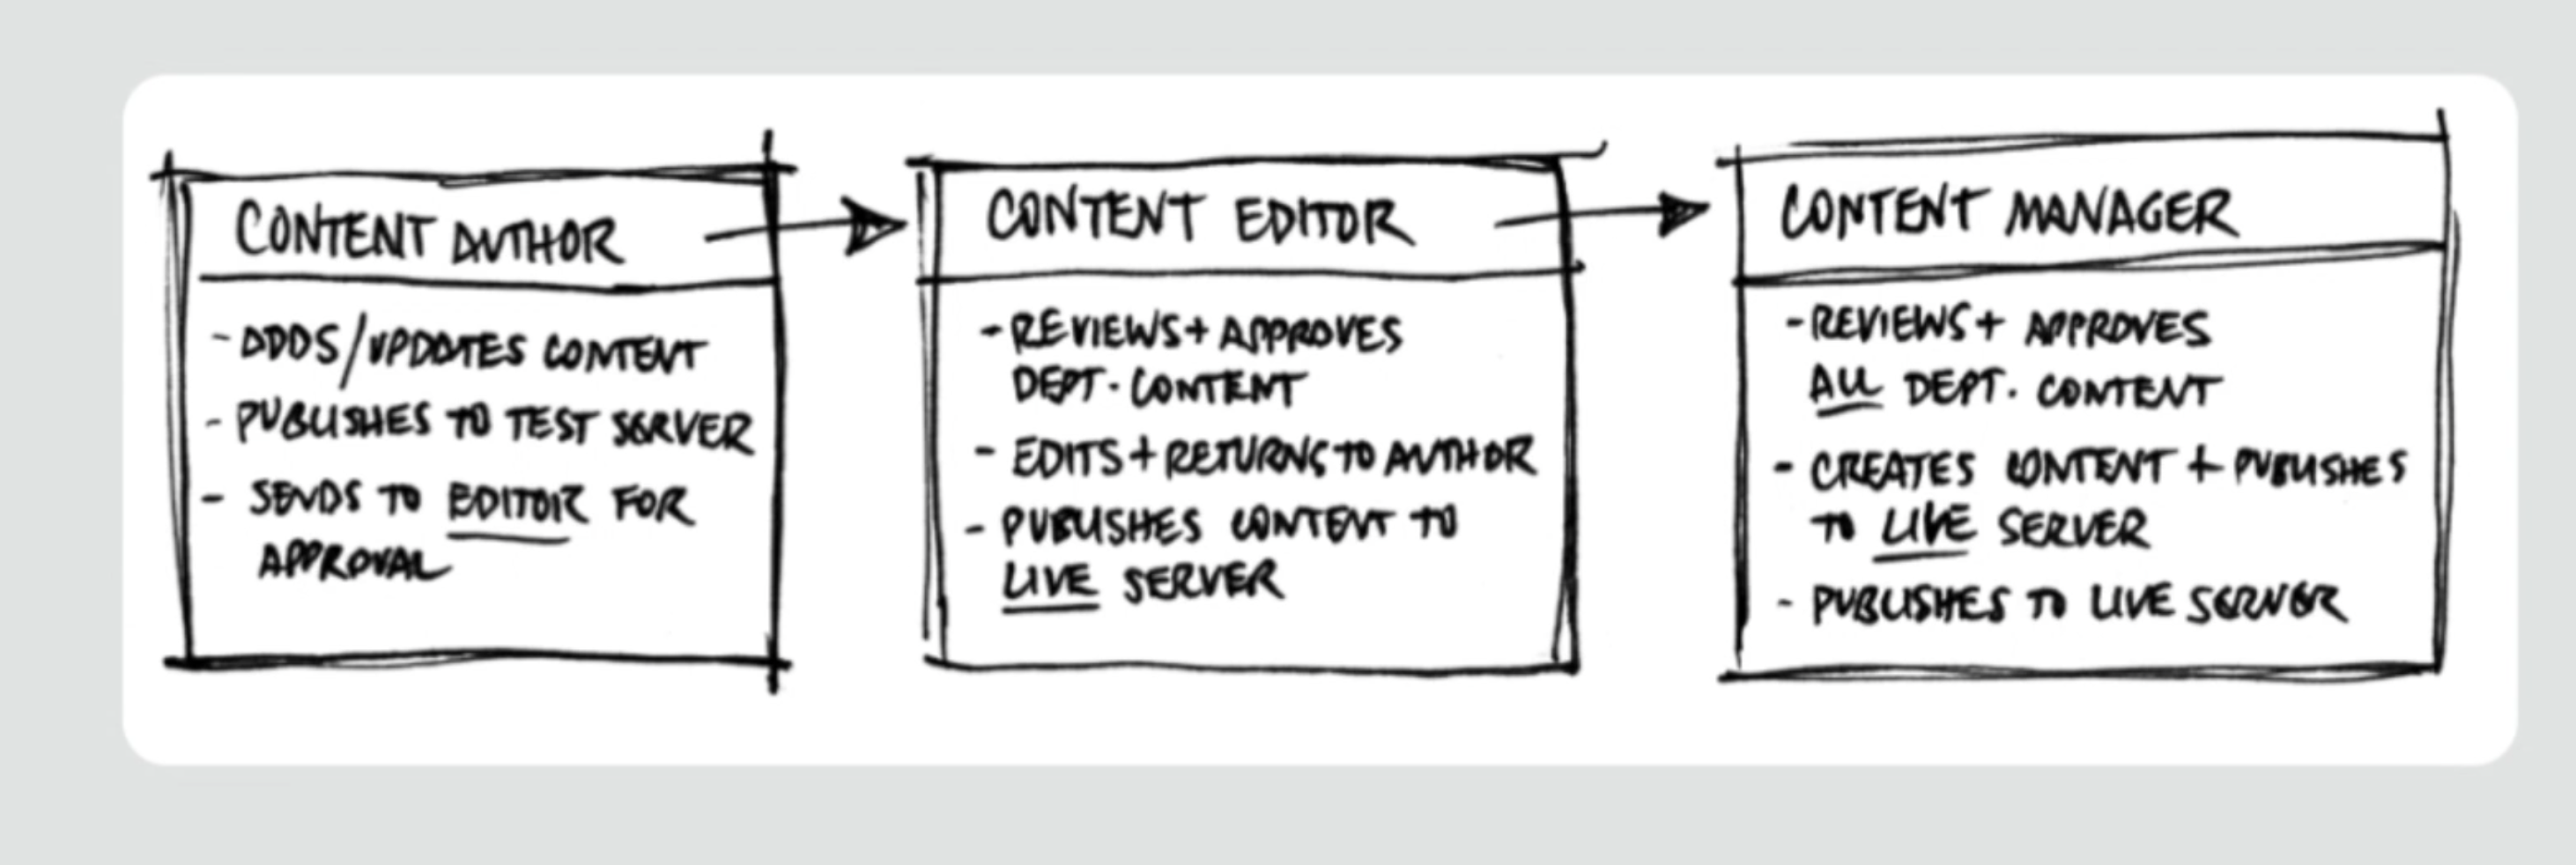 CONTENT AUTHOR
- ADDS/UPDATES CONTENT
- PUBLISHES TO TEST SERVER
- SENDS TO EDITOR FOR
APPROVAL
CONTENT EDITOR
- REVIEWS + APPROVES
DEPT. CONTENT
- EDITS + RETURNS TO AUTHOR
- PUBLISHES CONTENT TO
LIVE SERVER
CONTENT MANAGER
- REVIEWS + APPROVES
ALL DEPT. CONTENT
- CREATES CONTENT + PUBLISHES
TO LIVE SERVER
- PUBLISHES TO LIVE SERVER